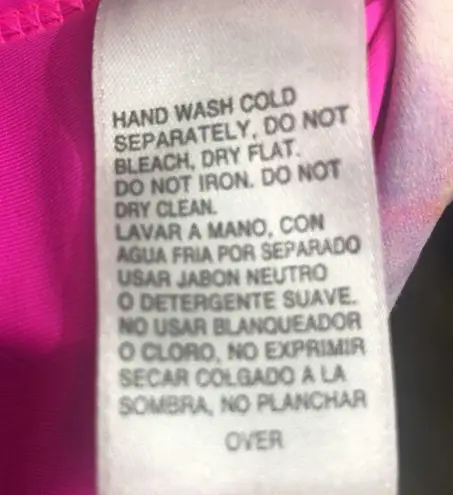 HAND WASH COLD
SEPARATELY, DO NOT
BLEACH, DRY FLAT.
DO NOT IRON. DO NOT
DRY CLEAN.
LAVAR A MANO, CON
AGUA FRIA POR SEPARADO
USAR JABON NEUTRO
O DETERGENTE SUAVE.
NO USAR BLANQUEADOR
O CLORO, NO EXPRIMIR
SECAR COLGADO A LA
SOMBRA, NO PLANCHAR
OVER